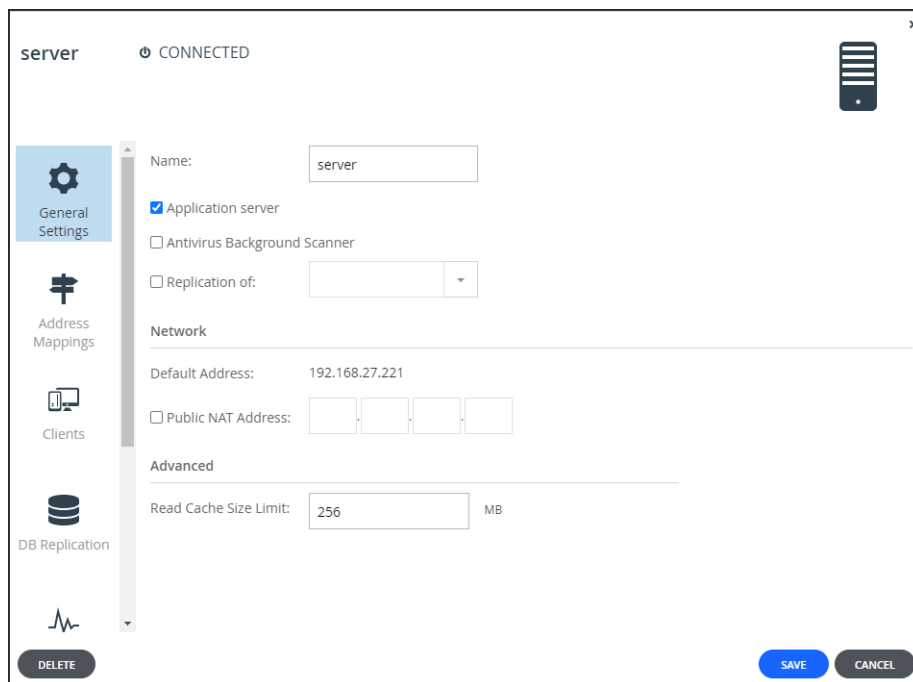 server
CONNECTED
General
Settings
Address
Mappings
Clients
DB Replication
Name:
server
Application server
Antivirus Background Scanner
Replication of:
Network
Default Address:
192.168.27.221
Public NAT Address:
. . .
Advanced
Read Cache Size Limit:
256
MB
DELETE
SAVE
CANCEL